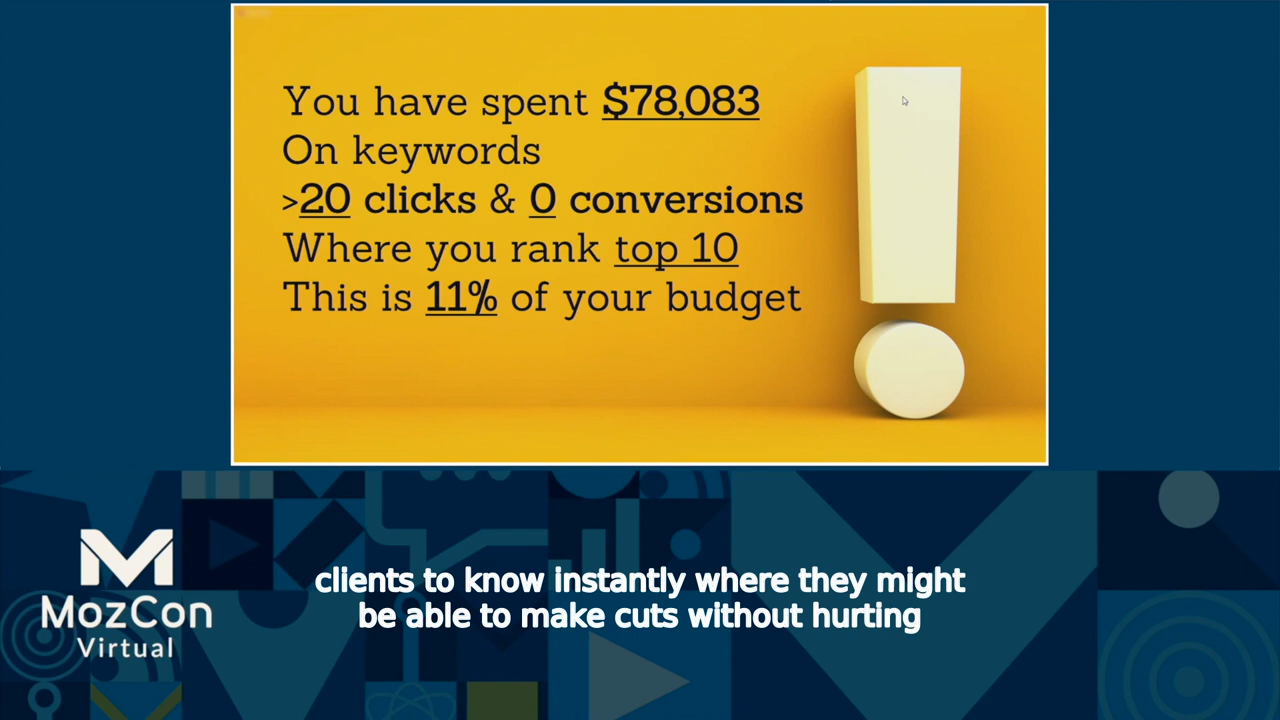 You have spent $78,083
On keywords
>20 clicks & 0 conversions
Where you rank top 10
This is 11% of your budget
clients to know instantly where they might
be able to make cuts without hurting
MozCon
Virtual